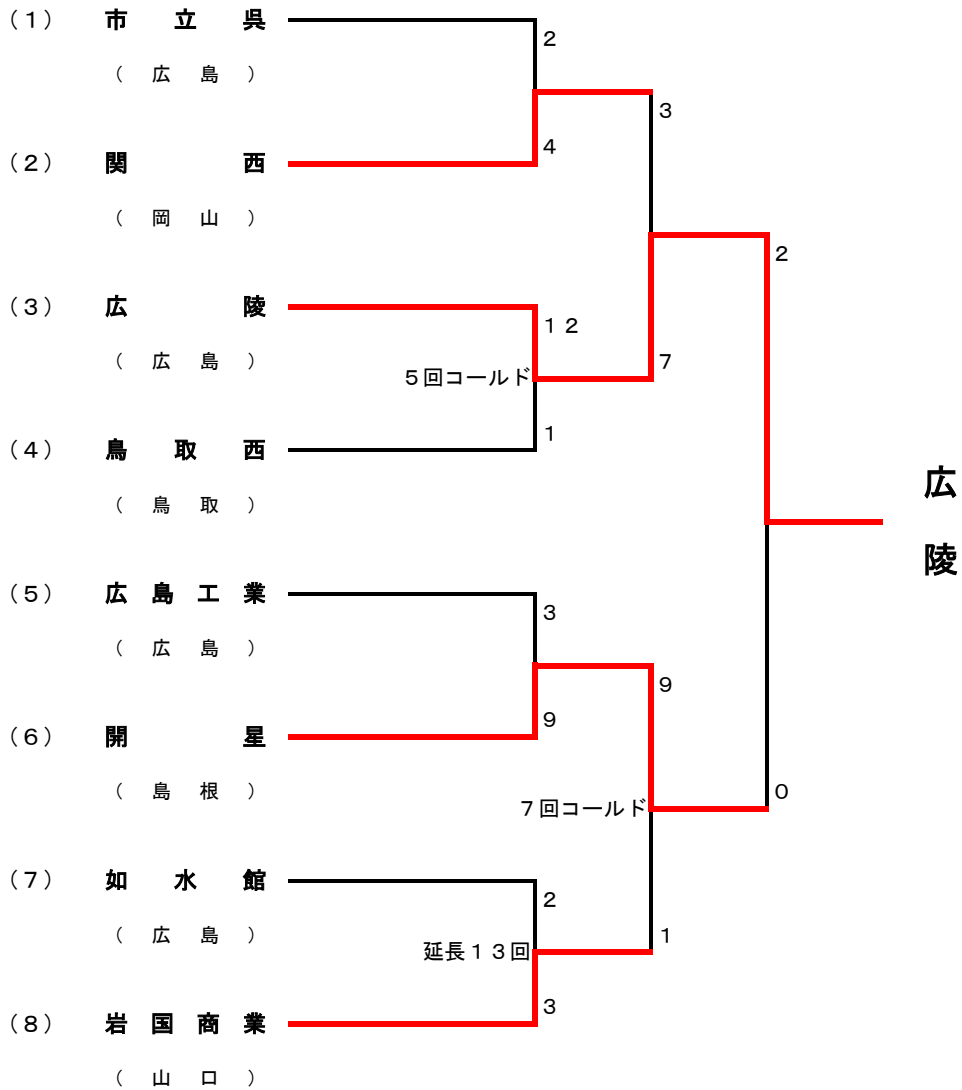 （１） 市立呉 2
（広島）
3
（２） 関西 4
（岡山）
2
（３） 広陵 12
（広島） 7
5回コールド
（４） 鳥取西 1
（鳥取）
広陵
（５） 広島工業 3
（広島）
9
（６） 開星 9
（島根） 0
7回コールド
（７） 如水館 2
（広島） 1
延長13回
（８） 岩国商業 3
（山口）